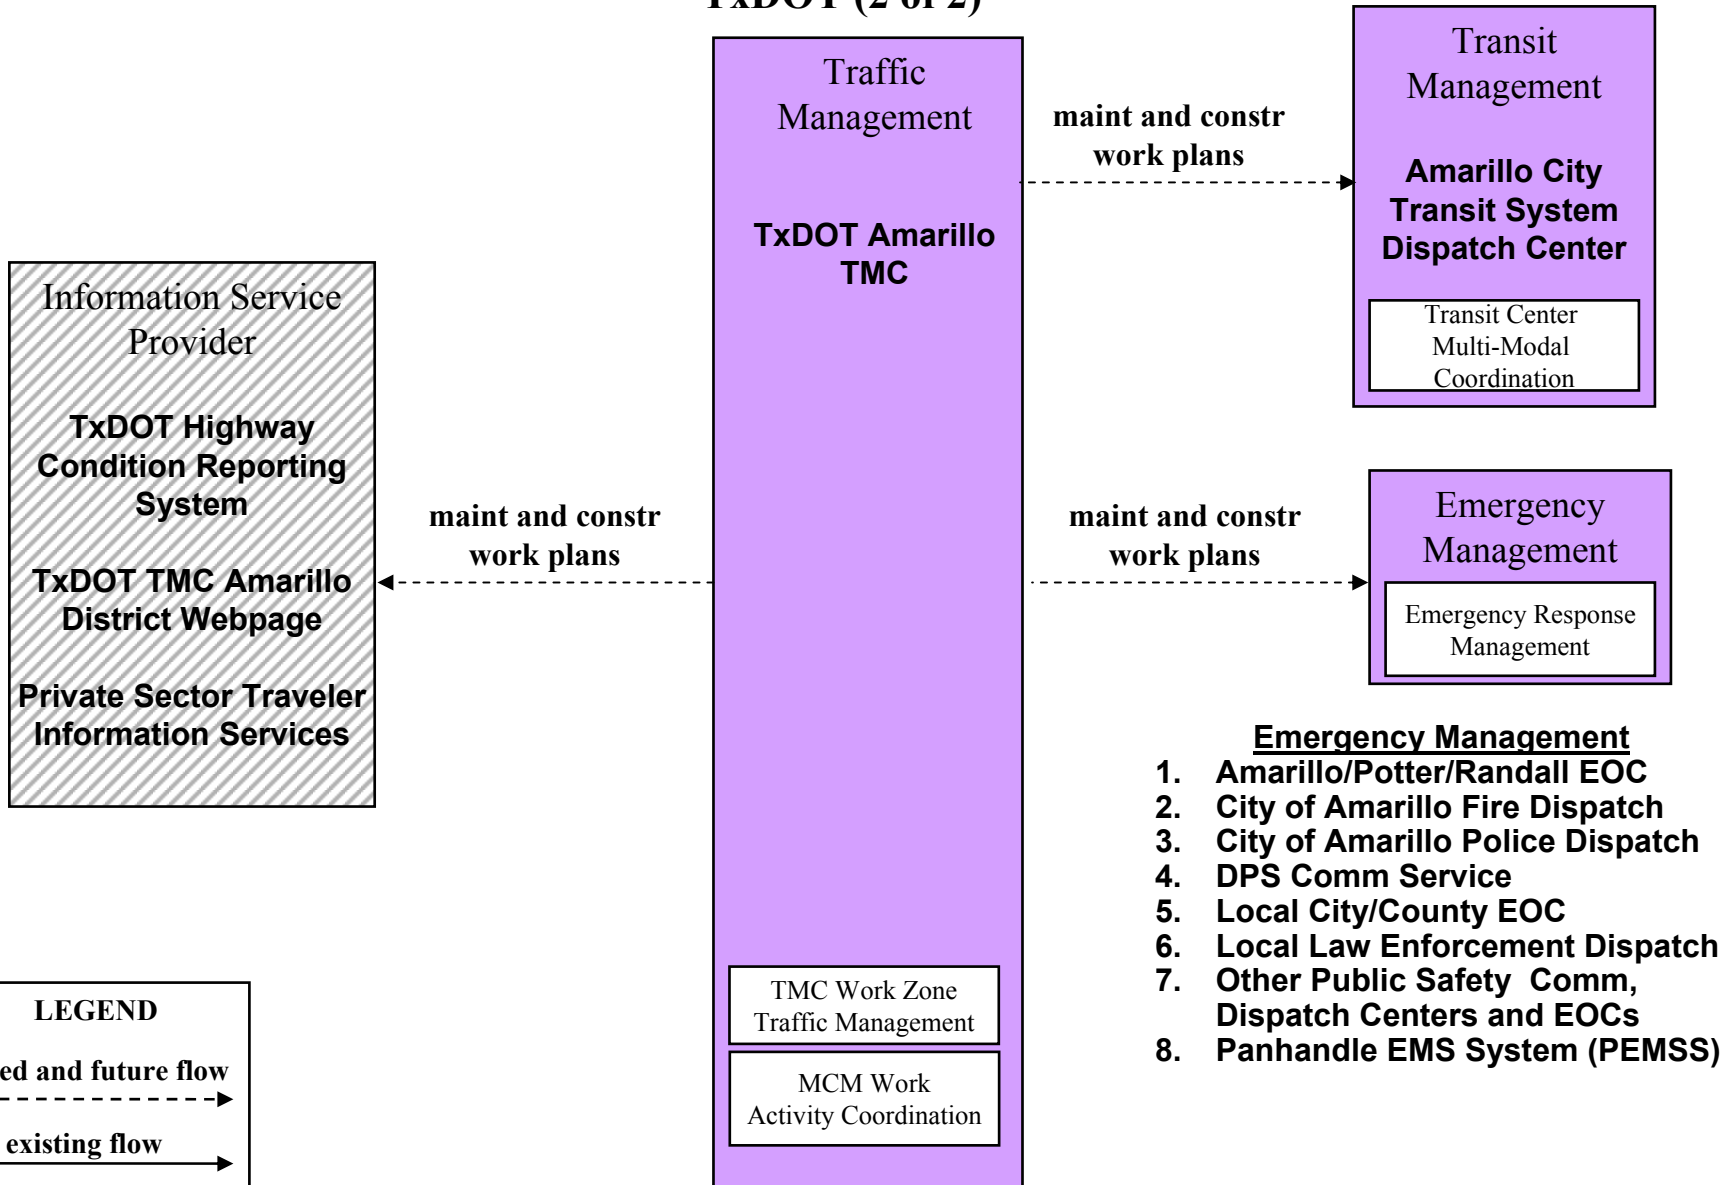 TxDOT (2 of 2)
Traffic
Management
TxDOT Amarillo
TMC
TMC Work Zone
Traffic Management
MCM Work
Activity Coordination
maint and constr
work plans
Transit
Management
Amarillo City
Transit System
Dispatch Center
Transit Center
Multi-Modal
Coordination
Information Service
Provider
TxDOT Highway
Condition Reporting
System
TxDOT TMC Amarillo
District Webpage
Private Sector Traveler
Information Services
maint and constr
work plans
maint and constr
work plans
Emergency
Management
Emergency Response
Management
Emergency Management
1. Amarillo/Potter/Randall EOC
2. City of Amarillo Fire Dispatch
3. City of Amarillo Police Dispatch
4. DPS Comm Service
5. Local City/County EOC
6. Local Law Enforcement Dispatch
7. Other Public Safety Comm,
Dispatch Centers and EOCs
8. Panhandle EMS System (PEMSS)
LEGEND
ed and future flow
existing flow